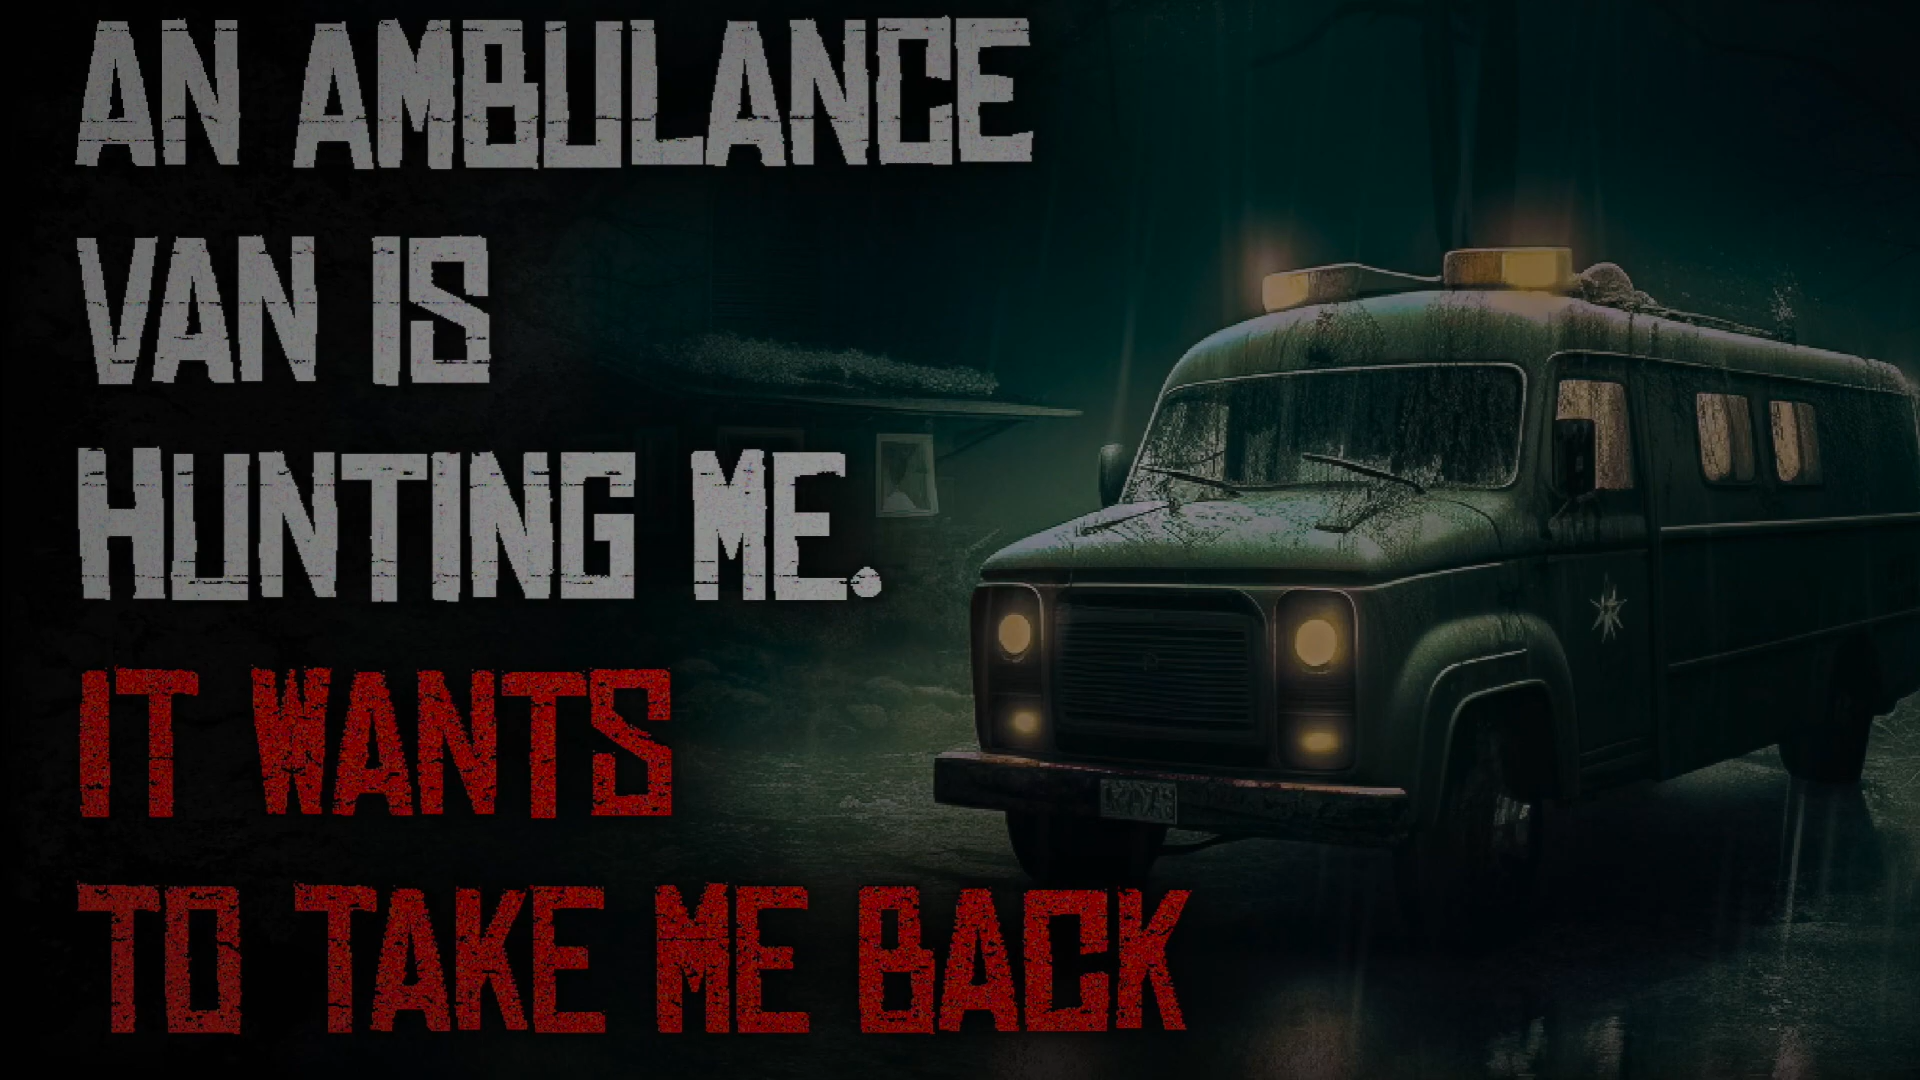 AN AMBULANCE
VAN IS
HUNTING ME.
IT WANTS
TO TAKE ME BACK